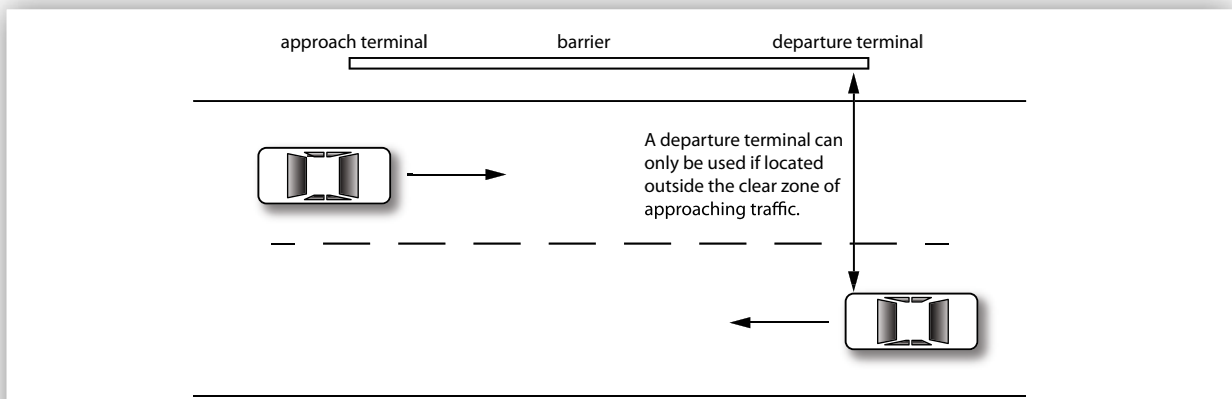 approach terminal barrier departure terminal
A departure terminal can
only be used if located
outside the clear zone of
approaching traffic.